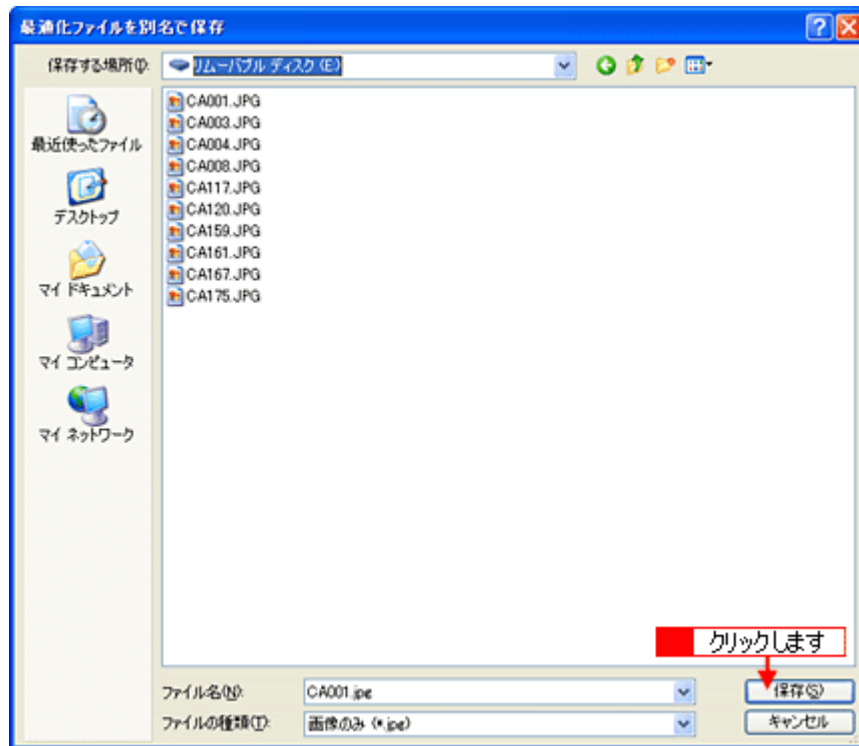 最適化ファイルを別名で保存
保存する場所(I):
リムーバブル ディスク (E:)
最近使ったファイル
デスクトップ
マイ ドキュメント
マイ コンピュータ
マイ ネットワーク
CA001.JPG
CA003.JPG
CA004.JPG
CA008.JPG
CA117.JPG
CA120.JPG
CA159.JPG
CA161.JPG
CA167.JPG
CA175.JPG
クリックします
ファイル名(N):
CA001.jpg
保存(S)
ファイルの種類(T):
画像のみ (*.jpg)
キャンセル